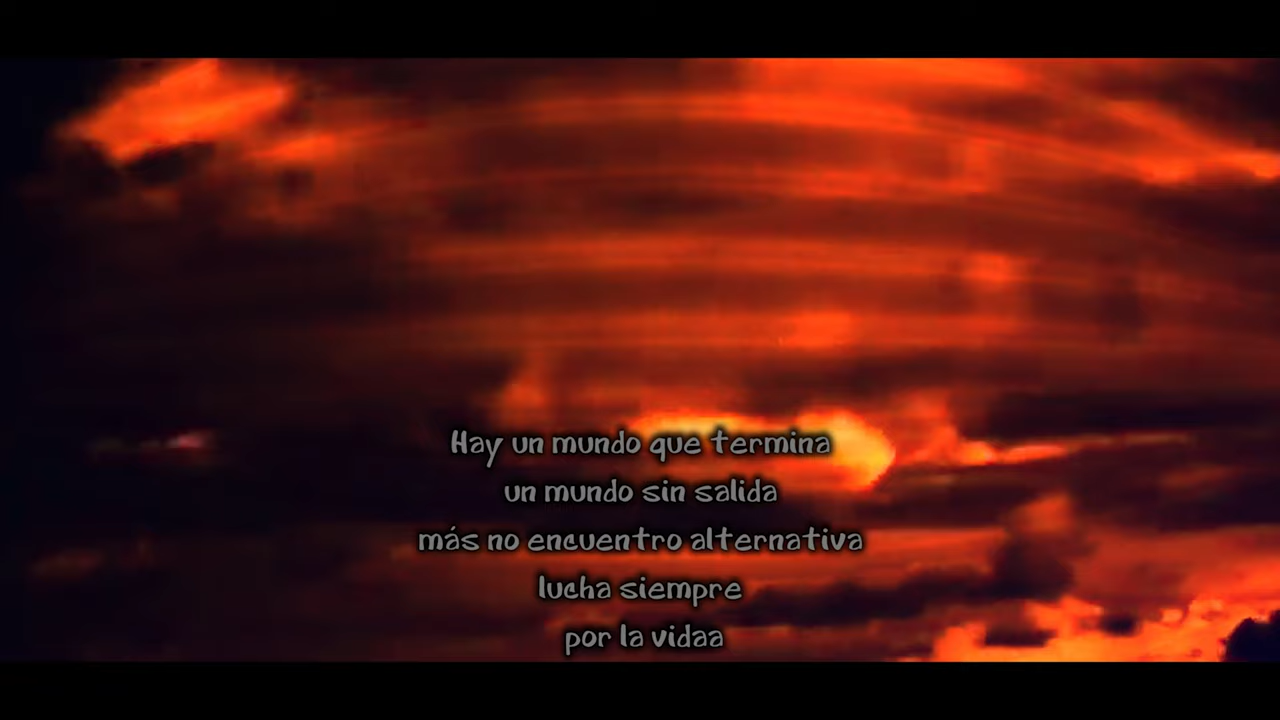 Hay un mundo que termina
un mundo sin salida
más no encuentro alternativa
lucha siempre
por la vidaa